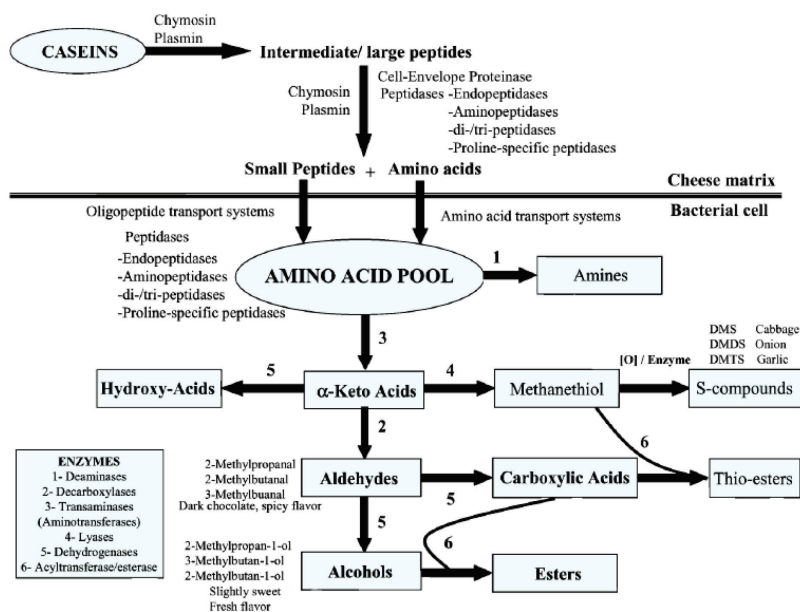 Chymosin
Plasmin
CASEINS
Intermediate/ large peptides
Chymosin
Plasmin
Cell-Envelope Proteinase
Peptidases -Endopeptidases
-Aminopeptidases
-di-/tri-peptidases
-Proline-specific peptidases
Small Peptides + Amino acids
Cheese matrix
Bacterial cell
Oligopeptide transport systems
Amino acid transport systems
Peptidases
-Endopeptidases
-Aminopeptidases
-di-/tri-peptidases
-Proline-specific peptidases
AMINO ACID POOL
1
Amines
3
DMS Cabbage
DMDS Onion
DMTS Garlic
Hydroxy-Acids
5
α-Keto Acids
4
Methanethiol
[O] / Enzyme
S-compounds
2
6
ENZYMES
1- Deaminases
2- Decarboxylases
3- Transaminases
(Aminotransferases)
4- Lyases
5- Dehydrogenases
6- Acyltransferase/esterase
2-Methylpropanal
2-Methylbutanal
3-Methylbuanal
Dark chocolate, spicy flavor
Aldehydes
5
Carboxylic Acids
Thio-esters
5
6
2-Methylpropan-1-ol
3-Methylbutan-1-ol
2-Methylbutan-1-ol
Slightly sweet
Fresh flavor
Alcohols
Esters